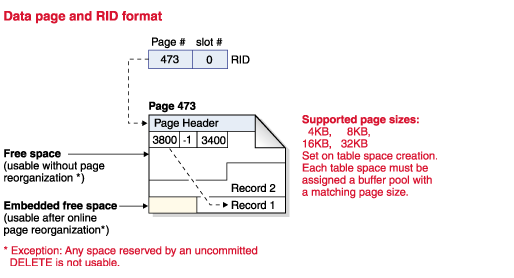 Data page and RID format
Page # slot #
473 0 RID
Page 473
Page Header
3800 -1 3400
Supported page sizes:
4KB, 8KB,
16KB, 32KB
Set on table space creation.
Each table space must be
assigned a buffer pool with
a matching page size.
Free space
(usable without page
reorganization *)
Record 2
Record 1
Embedded free space
(usable after online
page reorganization*)
* Exception: Any space reserved by an uncommitted
DELETE is not usable.